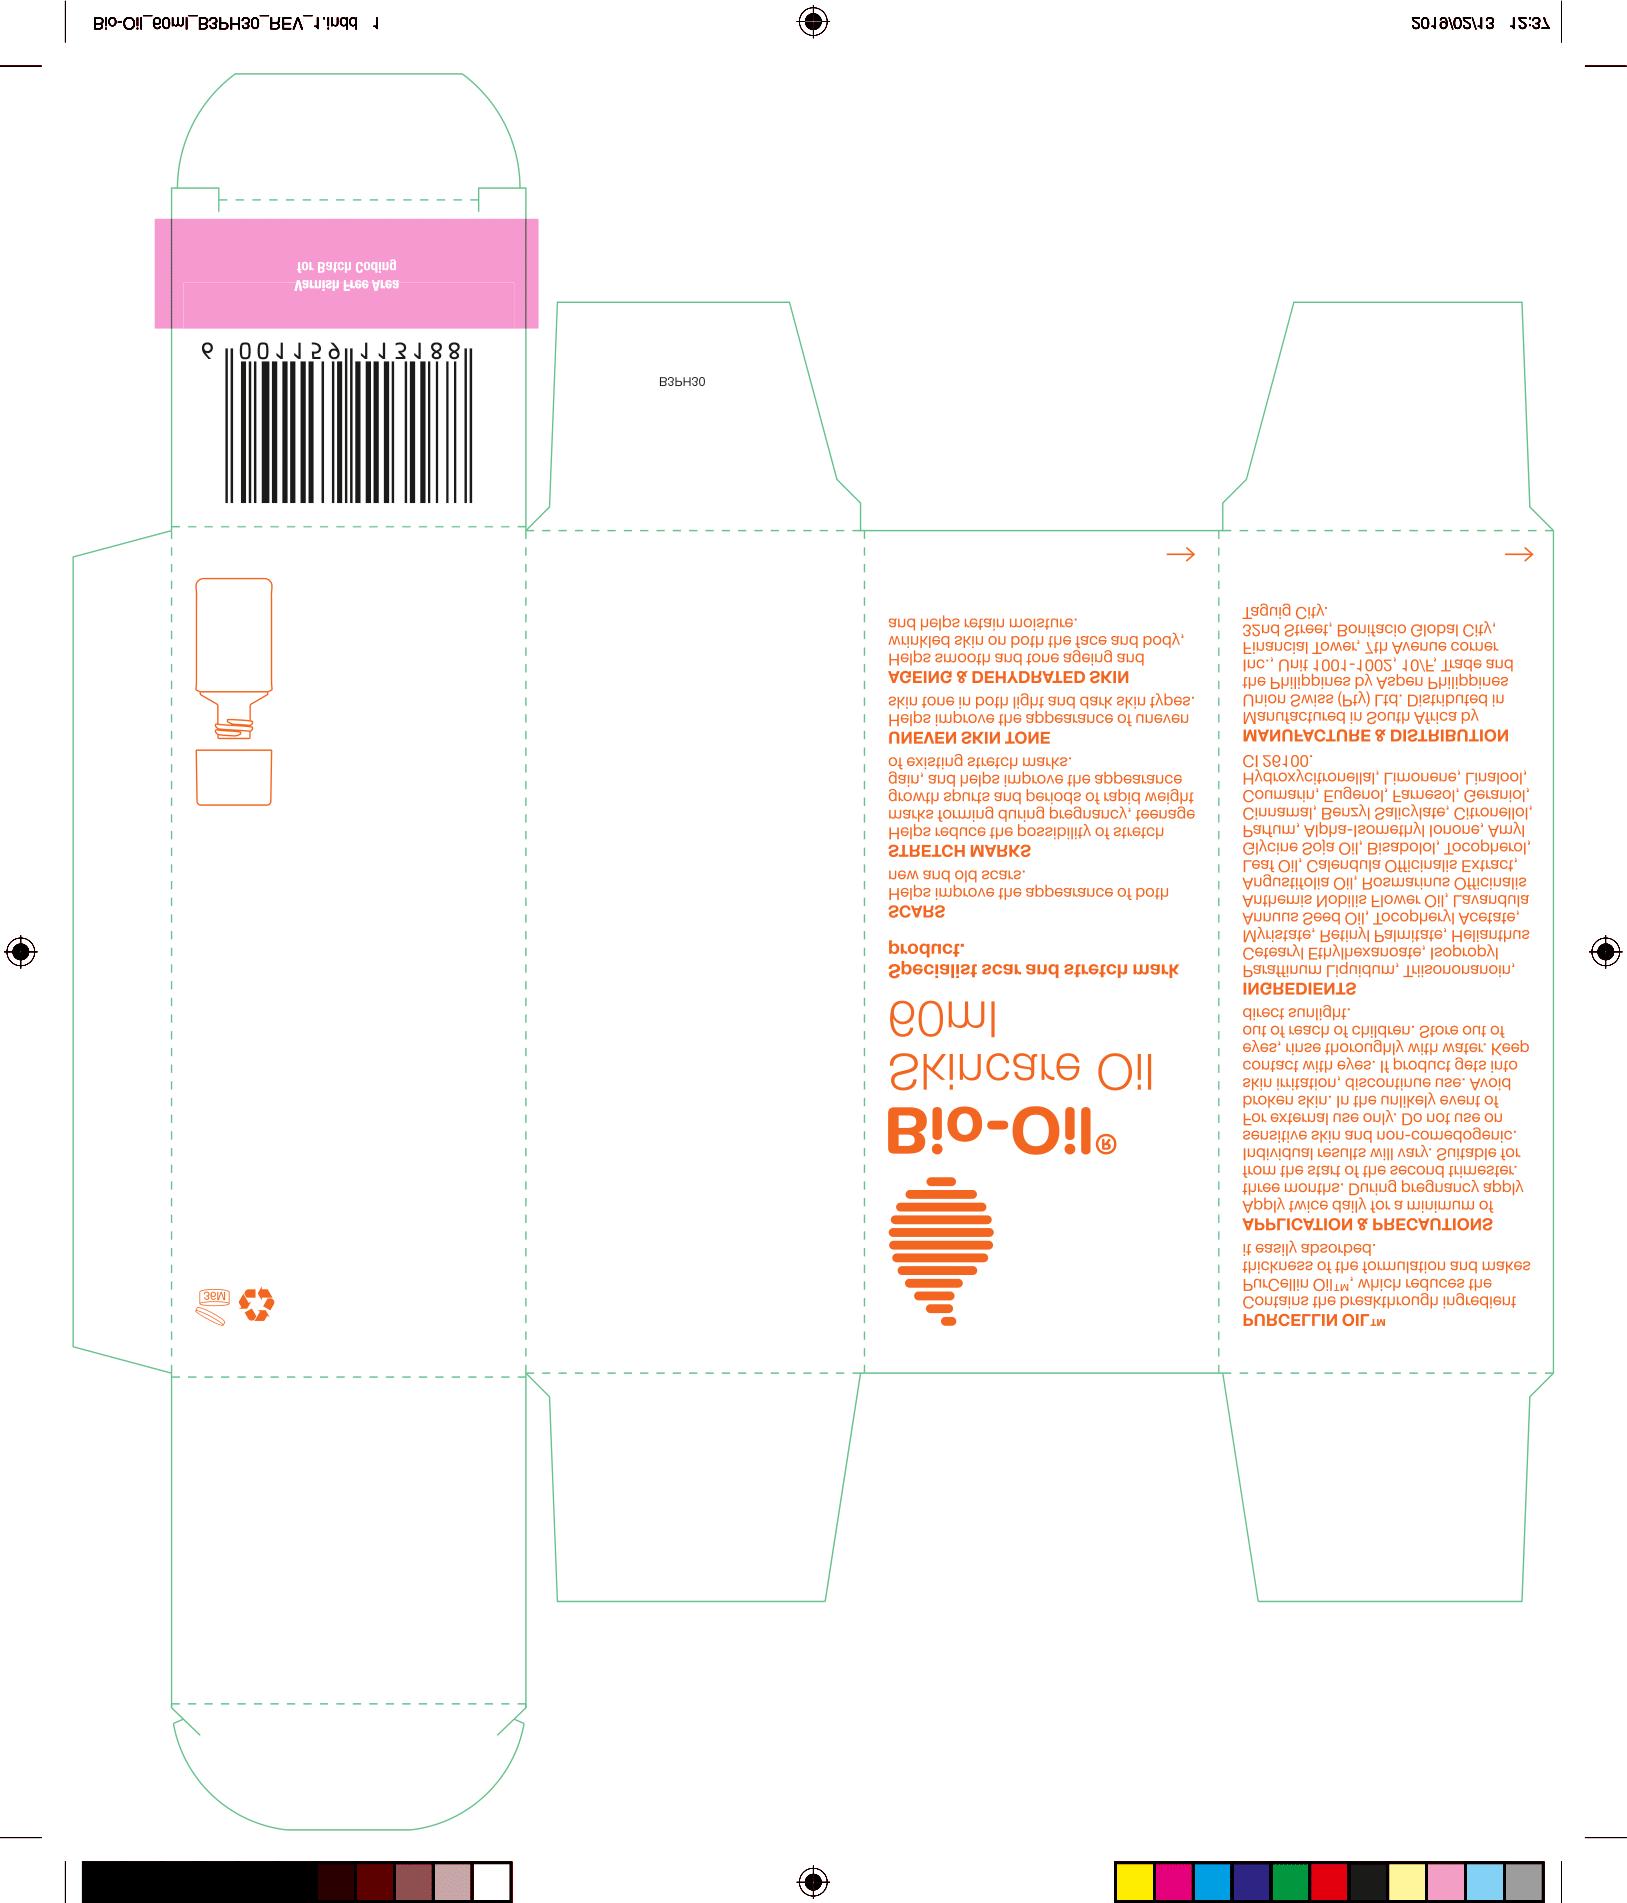 Bio-Oil®
Skincare Oil
60ml
Specialist scar and stretch mark
product.
SCARS
Helps improve the appearance of both
new and old scars.
STRETCH MARKS
Helps reduce the possibility of stretch
marks forming during pregnancy, teenage
growth spurts and periods of rapid weight
gain, and helps improve the appearance
of existing stretch marks.
UNEVEN SKIN TONE
Helps improve the appearance of uneven
skin tone in both light and dark skin types.
AGEING & DEHYDRATED SKIN
Helps smooth and tone ageing and
wrinkled skin on both the face and body,
and helps retain moisture.
PURCELLIN OIL™
Contains the breakthrough ingredient
PurCellin Oil™, which reduces the
thickness of the formulation and makes
it easily absorbed.
APPLICATION & PRECAUTIONS
Apply twice daily for a minimum of
three months. During pregnancy apply
from the start of the second trimester.
Individual results will vary. Suitable for
sensitive skin and non-comedogenic.
For external use only. Do not use on
broken skin. In the unlikely event of
skin irritation, discontinue use. Avoid
contact with eyes. If product gets into
eyes, rinse thoroughly with water. Keep
out of reach of children. Store out of
direct sunlight.
INGREDIENTS
Paraffinum Liquidum, Triisononanoin,
Cetearyl Ethylhexanoate, Isopropyl
Myristate, Retinyl Palmitate, Helianthus
Annuus Seed Oil, Tocopheryl Acetate,
Anthemis Nobilis Flower Oil, Lavandula
Angustifolia Oil, Rosmarinus Officinalis
Leaf Oil, Calendula Officinalis Extract,
Glycine Soja Oil, Bisabolol, Tocopherol,
Parfum, Alpha-Isomethyl Ionone, Amyl
Cinnamal, Benzyl Salicylate, Citronellol,
Coumarin, Eugenol, Farnesol, Geraniol,
Hydroxycitronellal, Limonene, Linalool,
CI 26100.
MANUFACTURE & DISTRIBUTION
Manufactured in South Africa by
Union Swiss (Pty) Ltd. Distributed in
the Philippines by Aspen Philippines
Inc., Unit 1001-1002, 10/F, Trade and
Financial Tower, 7th Avenue corner
32nd Street, Bonifacio Global City,
Taguig City.
36M
B3PH30
6 001159 113188
Varnish Free Area
for Batch Coding
Bio-Oil_60ml_B3PH30_REV_1.indd 1
2019/02/13 12:37